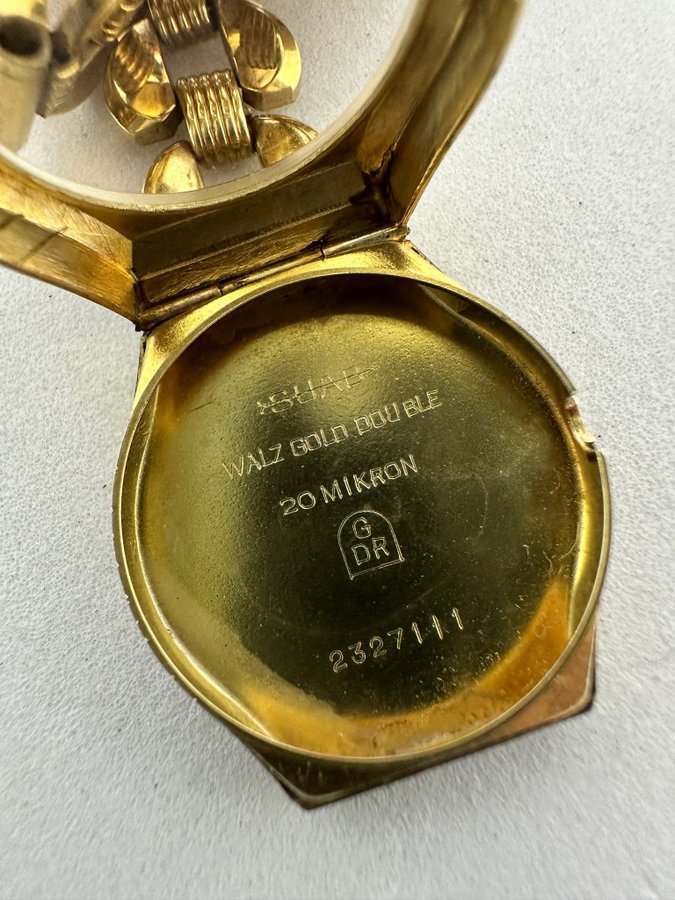 WALZ GOLD DOUBLE
20 MIKRON
G
DR
2327111